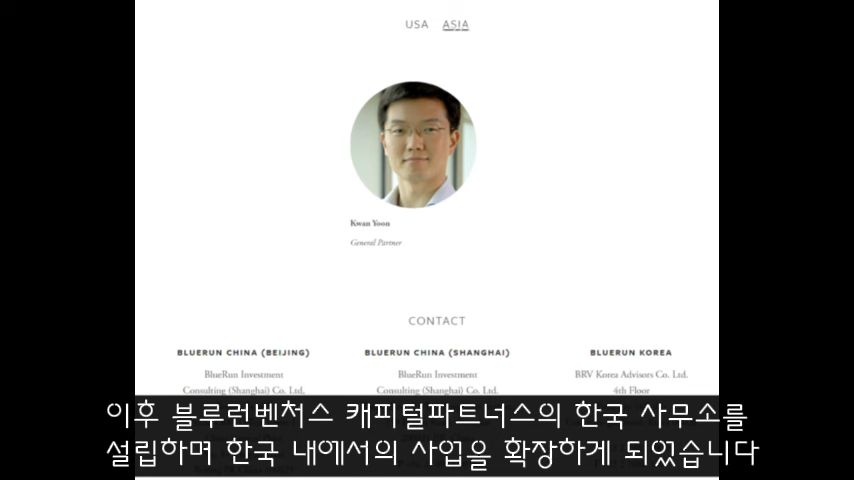 USA ASIA
Kwan Yoon
General Partner
CONTACT
BLUERUN CHINA (BEIJING) BLUERUN CHINA (SHANGHAI) BLUERUN KOREA
BlueRun Investment BlueRun Investment BRV Korea Advisors Co. Ltd.
Consulting (Shanghai) Co. Ltd. Consulting (Shanghai) Co. Ltd. 4th Floor
이후 블루런벤처스 캐피털파트너스의 한국 사무소를
설립하며 한국 내에서의 사업을 확장하게 되었습니다